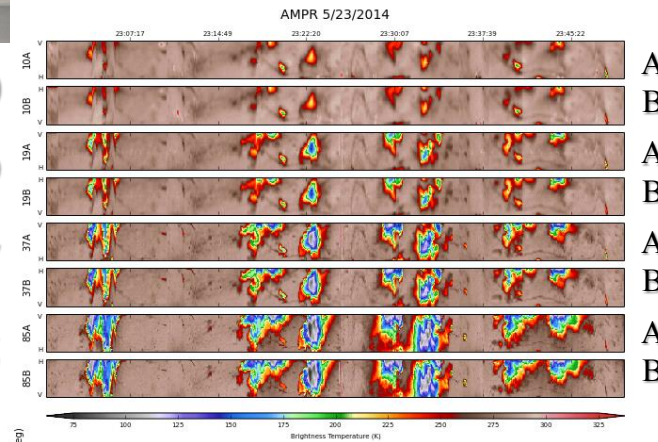 AMPR 5/23/2014
23:07:17 23:14:49 23:22:20 23:30:07 23:37:39 23:45:22
V 10A H
A
H 10B V
B
V 19A H
A
H 19B V
B
V 37A H
A
H 37B V
B
V 85A H
A
H 85B V
B
75 100 125 150 175 200 225 250 275 300 325
Brightness Temperature (K)
eg)